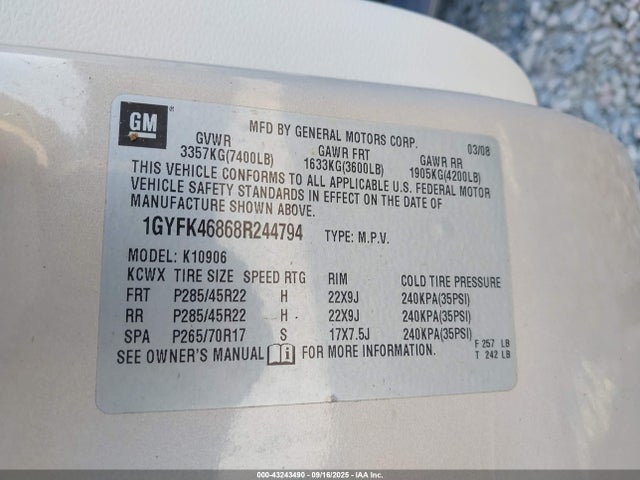 GM
MFD BY GENERAL MOTORS CORP. 03/08
GVWR GAWR FRT GAWR RR
3357KG(7400LB) 1633KG(3600LB) 1905KG(4200LB)
THIS VEHICLE CONFORMS TO ALL APPLICABLE U.S. FEDERAL MOTOR
VEHICLE SAFETY STANDARDS IN EFFECT ON THE DATE OF
MANUFACTURE SHOWN ABOVE.
1GYFK46868R244794 TYPE: M.P.V.
MODEL: K10906
KCWX TIRE SIZE SPEED RTG RIM COLD TIRE PRESSURE
FRT P285/45R22 H 22X9J 240KPA(35PSI)
RR P285/45R22 H 22X9J 240KPA(35PSI)
SPA P265/70R17 S 17X7.5J 240KPA(35PSI)
SEE OWNER'S MANUAL FOR MORE INFORMATION.
F 257 LB
T 242 LB
000-43243490 - 09/16/2025 - IAA Inc.